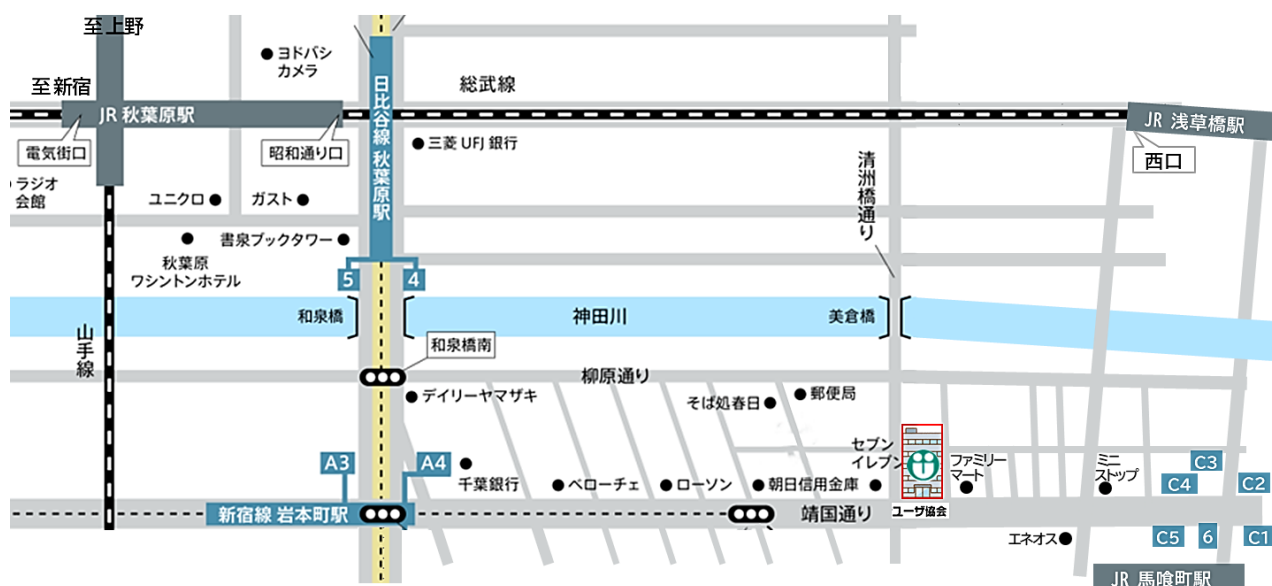 至上野
ヨドバシ
カメラ
至新宿
総武線
JR 秋葉原駅
日比谷線 秋葉原駅
JR 浅草橋駅
電気街口
昭和通り口
三菱 UFJ 銀行
清洲橋通り
西口
ラジオ
会館
ユニクロ
ガスト
書泉ブックタワー
秋葉原
ワシントンホテル
5
4
和泉橋
神田川
美倉橋
山手線
和泉橋南
柳原通り
デイリーヤマザキ
そば処春日
郵便局
セブン
イレブン
ファミリー
マート
ミニ
ストップ
A3
A4
千葉銀行
ベローチェ
ローソン
朝日信用金庫
C3
C4
C2
新宿線 岩本町駅
靖国通り
ユーザ協会
エネオス
C5
6
C1
JR 馬喰町駅